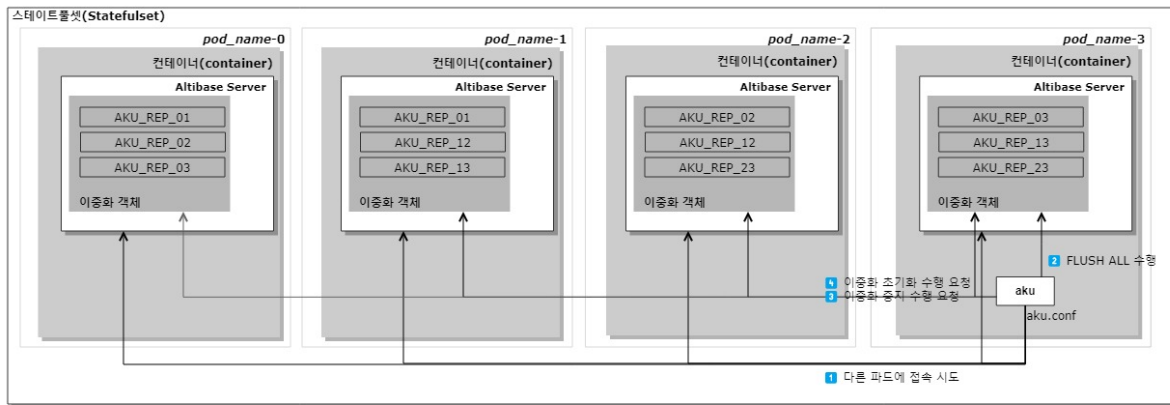 스테이트풀셋(Statefulset)
pod_name-0
컨테이너(container)
Altibase Server
AKU_REP_01
AKU_REP_02
AKU_REP_03
이중화 객체
pod_name-1
컨테이너(container)
Altibase Server
AKU_REP_01
AKU_REP_12
AKU_REP_13
이중화 객체
pod_name-2
컨테이너(container)
Altibase Server
AKU_REP_02
AKU_REP_12
AKU_REP_23
이중화 객체
pod_name-3
컨테이너(container)
Altibase Server
AKU_REP_03
AKU_REP_13
AKU_REP_23
이중화 객체
2 FLUSH ALL 수행
4 이중화 초기화 수행 요청
3 이중화 중지 수행 요청
aku
aku.conf
1 다른 파드에 접속 시도